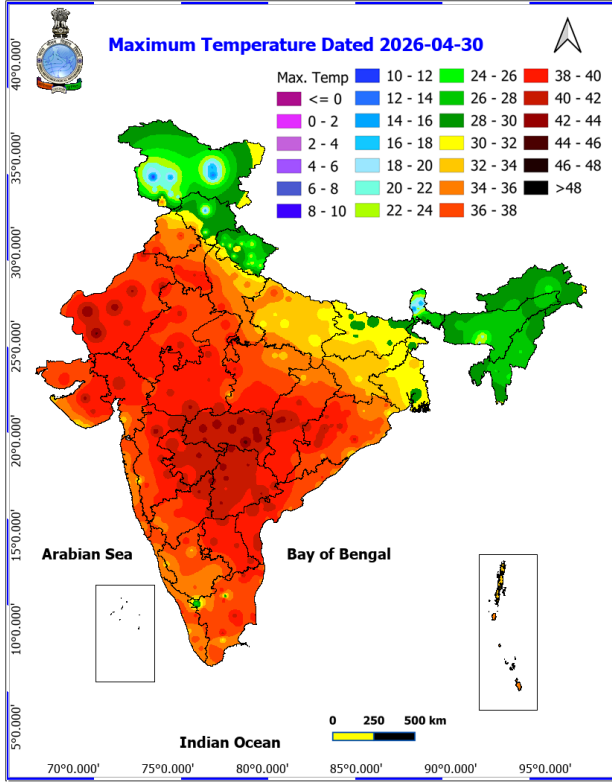 Maximum Temperature Dated 2026-04-30
Max. Temp
<= 0
0 - 2
2 - 4
4 - 6
6 - 8
8 - 10
10 - 12
12 - 14
14 - 16
16 - 18
18 - 20
20 - 22
22 - 24
24 - 26
26 - 28
28 - 30
30 - 32
32 - 34
34 - 36
36 - 38
38 - 40
40 - 42
42 - 44
44 - 46
46 - 48
>48
40°0.000'
35°0.000'
30°0.000'
25°0.000'
20°0.000'
15°0.000'
10°0.000'
5°0.000'
Arabian Sea
Bay of Bengal
Indian Ocean
0 250 500 km
70°0.000' 75°0.000' 80°0.000' 85°0.000' 90°0.000' 95°0.000'